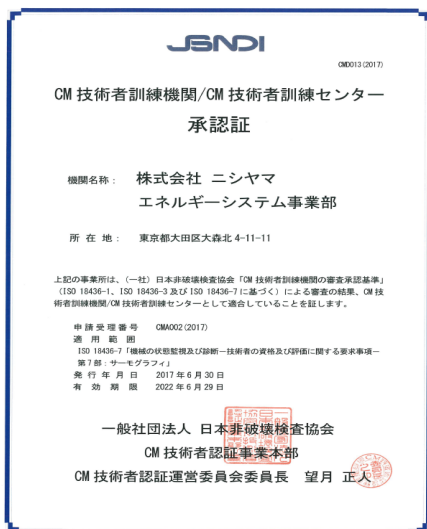 JSNDI
CMO013(2017)
CM 技術者訓練機関/CM 技術者訓練センター
承認証
機関名称： 株式会社 ニシヤマ
エネルギーシステム事業部
所 在 地： 東京都大田区大森北 4-11-11
上記の事業所は、（一社）日本非破壊検査協会「CM 技術者訓練機関の審査承認基準」
（ISO 18436-1、ISO 18436-3 及び ISO 18436-7 に基づく）による審査の結果、CM 技
術者訓練機関/CM 技術者訓練センターとして適合していることを証します。
申請受理番号 CMA002(2017)
適 用 範 囲
ISO 18436-7「機械の状態監視及び診断－技術者の資格及び評価に関する要求事項－
第 7 部：サーモグラフィ」
発 行 年 月 日 2017 年 6 月 30 日
有 効 期 限 2022 年 6 月 29 日
一般社団法人 日本非破壊検査協会
CM 技術者認証事業本部
CM 技術者認証運営委員会委員長 望月 正人